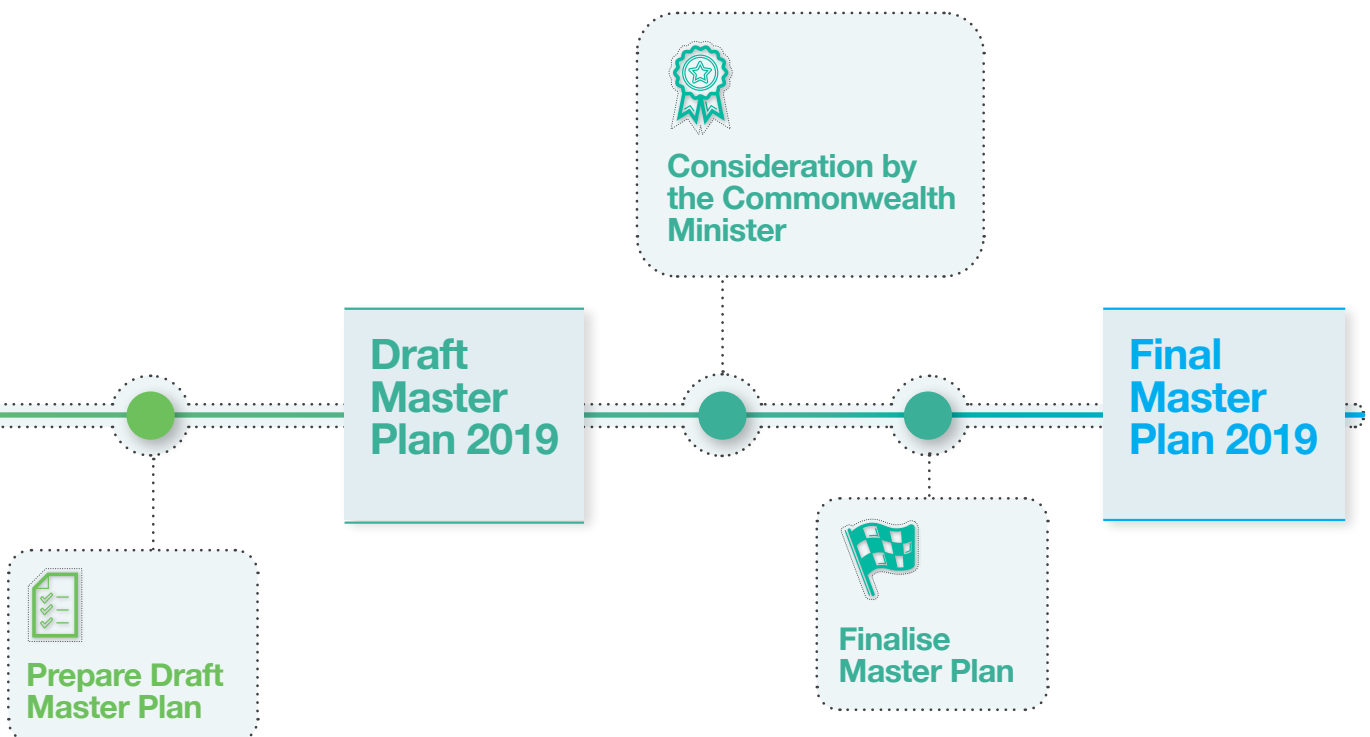 Consideration by
the Commonwealth
Minister
Draft
Master
Plan 2019
Final
Master
Plan 2019
Prepare Draft
Master Plan
Finalise
Master Plan